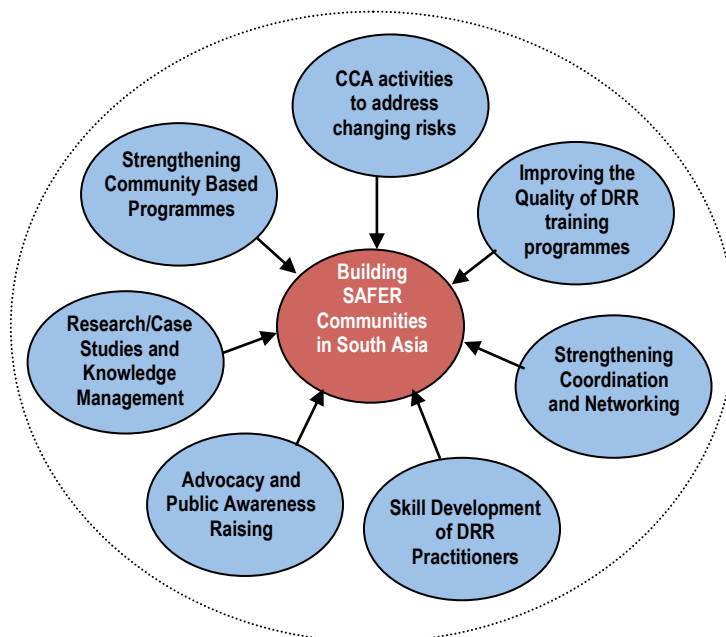 CCA activities
to address
changing risks
Strengthening
Community Based
Programmes
Improving the
Quality of DRR
training
programmes
Building
SAFER
Communities
in South Asia
Research/Case
Studies and
Knowledge
Management
Strengthening
Coordination
and Networking
Advocacy and
Public Awareness
Raising
Skill Development
of DRR
Practitioners